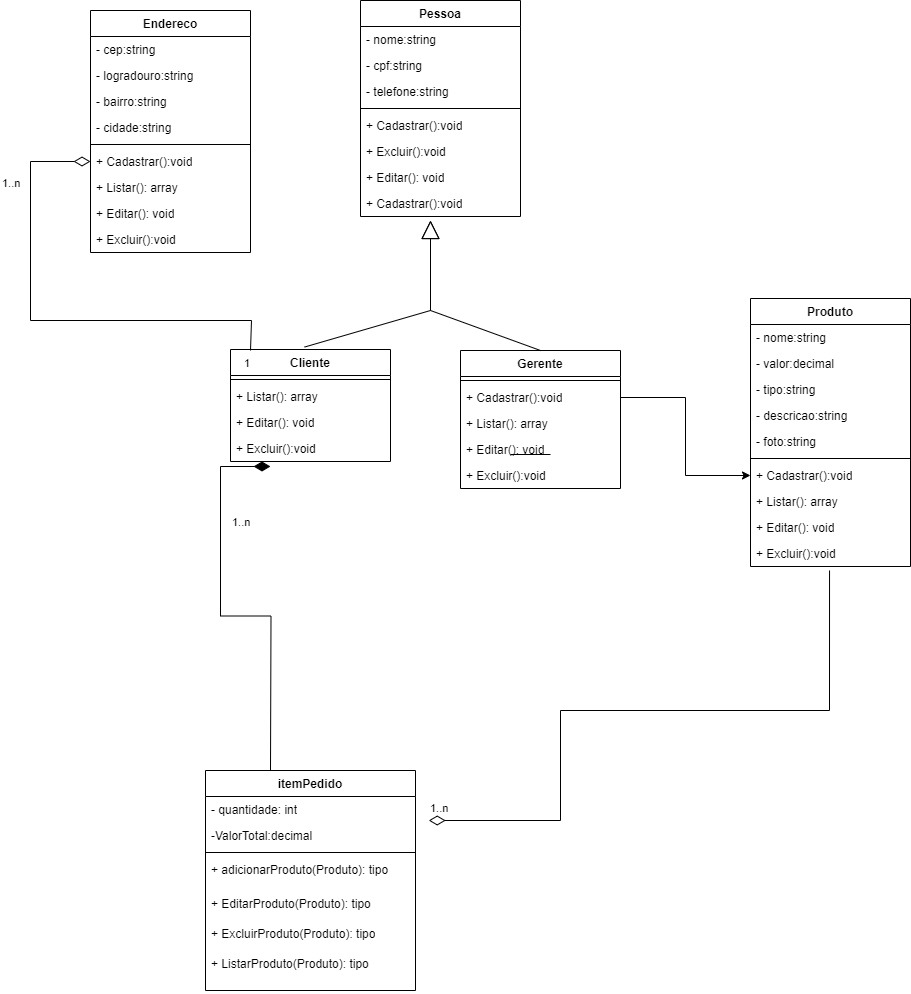 Endereco
- cep:string
- logradouro:string
- bairro:string
- cidade:string
+ Cadastrar():void
+ Listar(): array
+ Editar(): void
+ Excluir():void
1..n
Pessoa
- nome:string
- cpf:string
- telefone:string
+ Cadastrar():void
+ Excluir():void
+ Editar(): void
+ Cadastrar():void
1
Cliente
+ Listar(): array
+ Editar(): void
+ Excluir():void
1..n
Gerente
+ Cadastrar():void
+ Listar(): array
+ Editar(): void
+ Excluir():void
Produto
- nome:string
- valor:decimal
- tipo:string
- descricao:string
- foto:string
+ Cadastrar():void
+ Listar(): array
+ Editar(): void
+ Excluir():void
itemPedido
- quantidade: int
-ValorTotal:decimal
+ adicionarProduto(Produto): tipo
+ EditarProduto(Produto): tipo
+ ExcluirProduto(Produto): tipo
+ ListarProduto(Produto): tipo
1..n